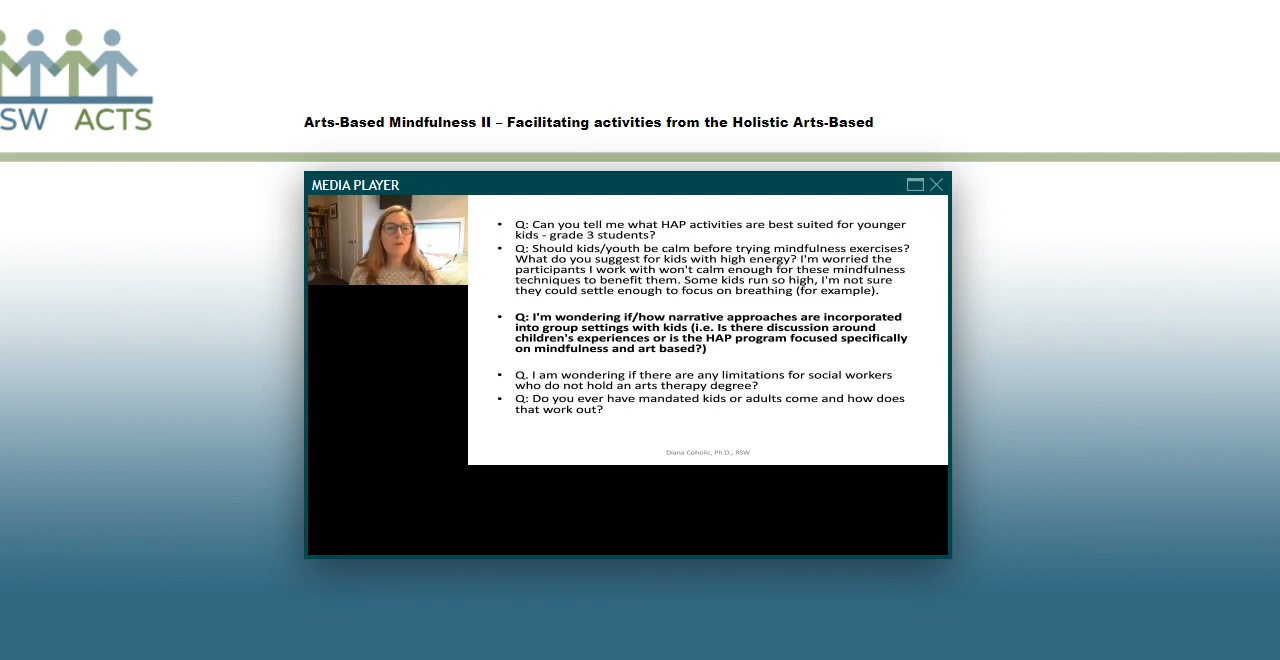 SW ACTS
Arts-Based Mindfulness II – Facilitating activities from the Holistic Arts-Based
MEDIA PLAYER
• Q: Can you tell me what HAP activities are best suited for younger
kids - grade 3 students?
• Q: Should kids/youth be calm before trying mindfulness exercises?
What do you suggest for kids with high energy? I'm worried the
participants I work with won't calm enough for these mindfulness
techniques to benefit them. Some kids run so high, I'm not sure
they could settle enough to focus on breathing (for example).
• Q: I'm wondering if/how narrative approaches are incorporated
into group settings with kids (i.e. Is there discussion around
children's experiences or is the HAP program focused specifically
on mindfulness and art based?)
• Q. I am wondering if there are any limitations for social workers
who do not hold an arts therapy degree?
• Q: Do you ever have mandated kids or adults come and how does
that work out?
Diana Coholic, Ph.D., RSW